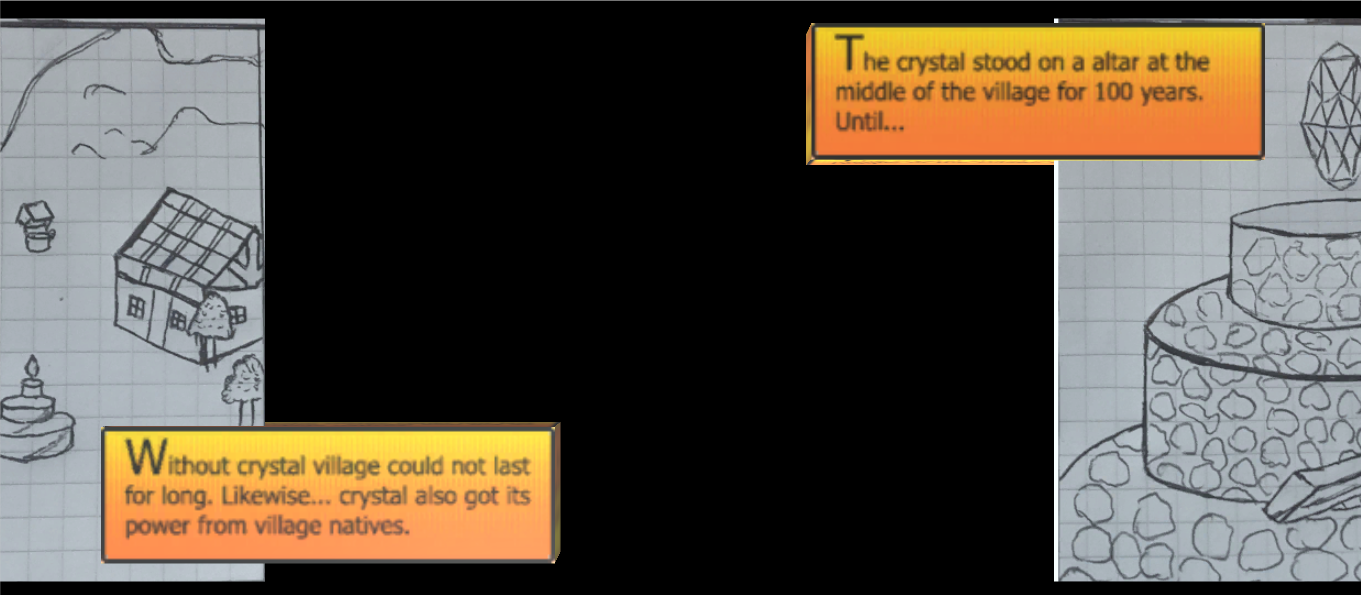 Without crystal village could not last
for long. Likewise... crystal also got its
power from village natives.
The crystal stood on a altar at the
middle of the village for 100 years.
Until...